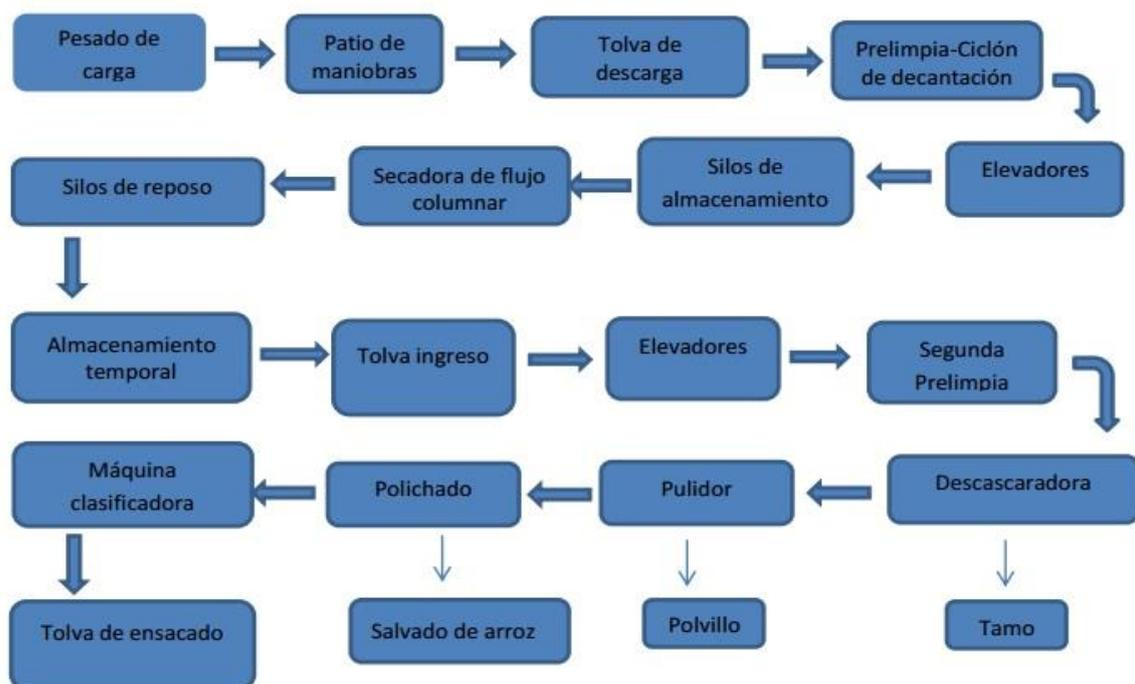 Pesado de
carga
Patio de
maniobras
Tolva de
descarga
Prelimpia-Ciclón
de decantación
Elevadores
Silos de
almacenamiento
Secadora de flujo
columnar
Silos de reposo
Almacenamiento
temporal
Tolva ingreso
Elevadores
Segunda
Prelimpia
Descascaradora
Pulidor
Polichado
Máquina
clasificadora
Tolva de ensacado
Salvado de arroz
Polvillo
Tamo